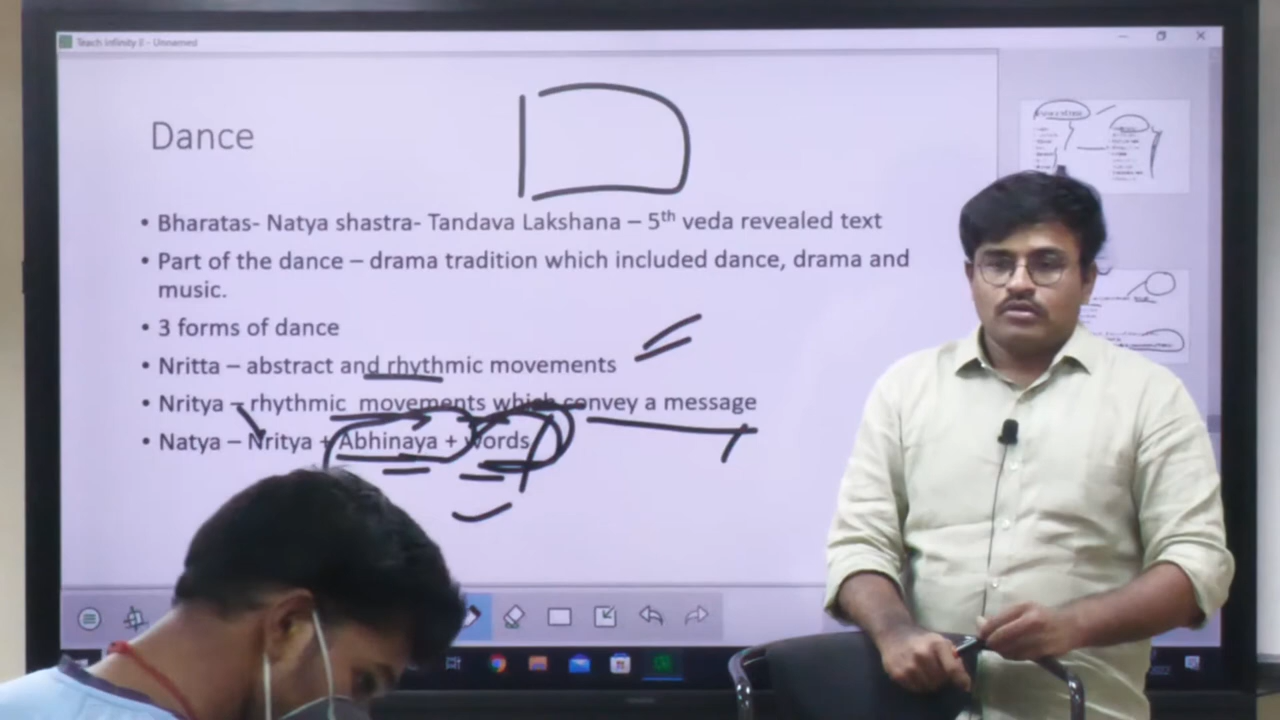 Teach Infinity II - Unnamed
Dance
• Bharatas- Natya shastra- Tandava Lakshana – 5th veda revealed text
• Part of the dance – drama tradition which included dance, drama and
music.
• 3 forms of dance
• Nritta – abstract and rhythmic movements
• Nritya – rhythmic movements which convey a message
• Natya – Nritya + Abhinaya + words